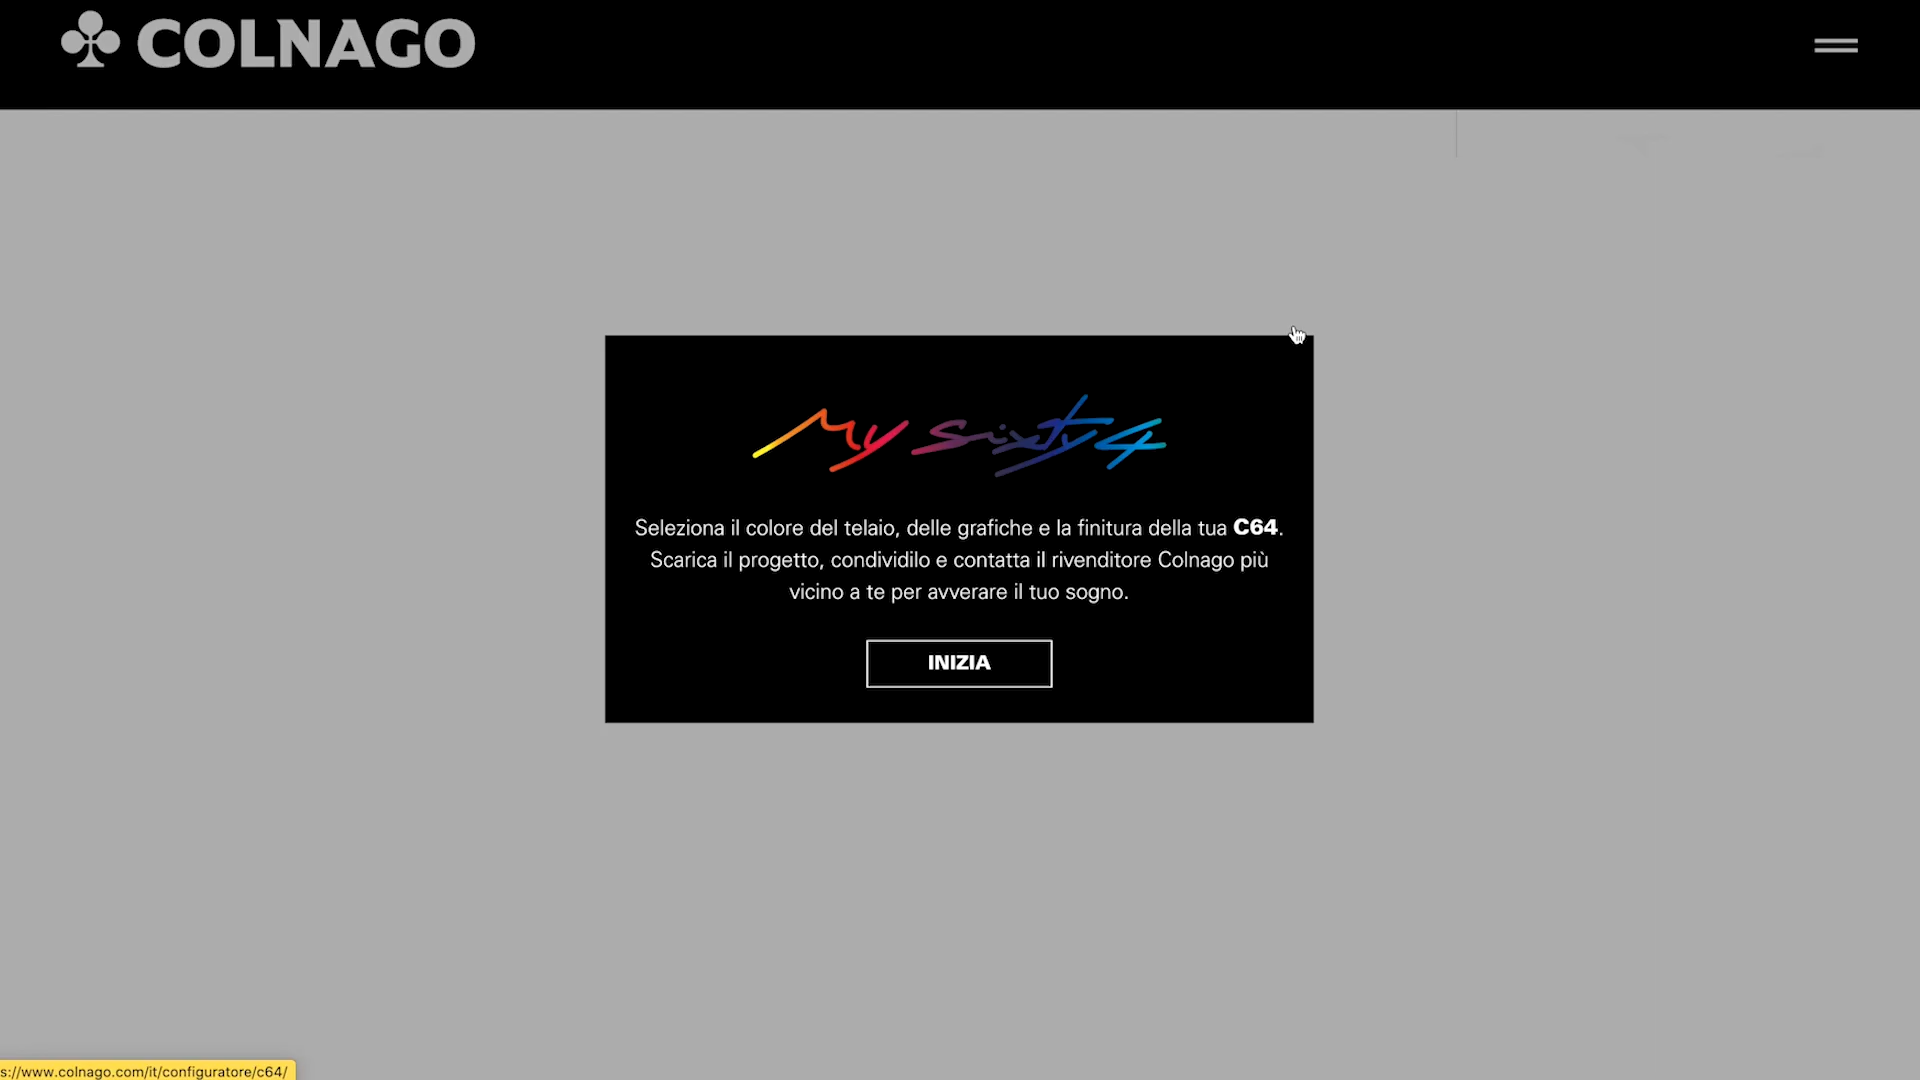 COLNAGO
My sixty4
Seleziona il colore del telaio, delle grafiche e la finitura della tua C64.
Scarica il progetto, condividilo e contatta il rivenditore Colnago più
vicino a te per avverare il tuo sogno.
INIZIA
s://www.colnago.com/it/configuratore/c64/